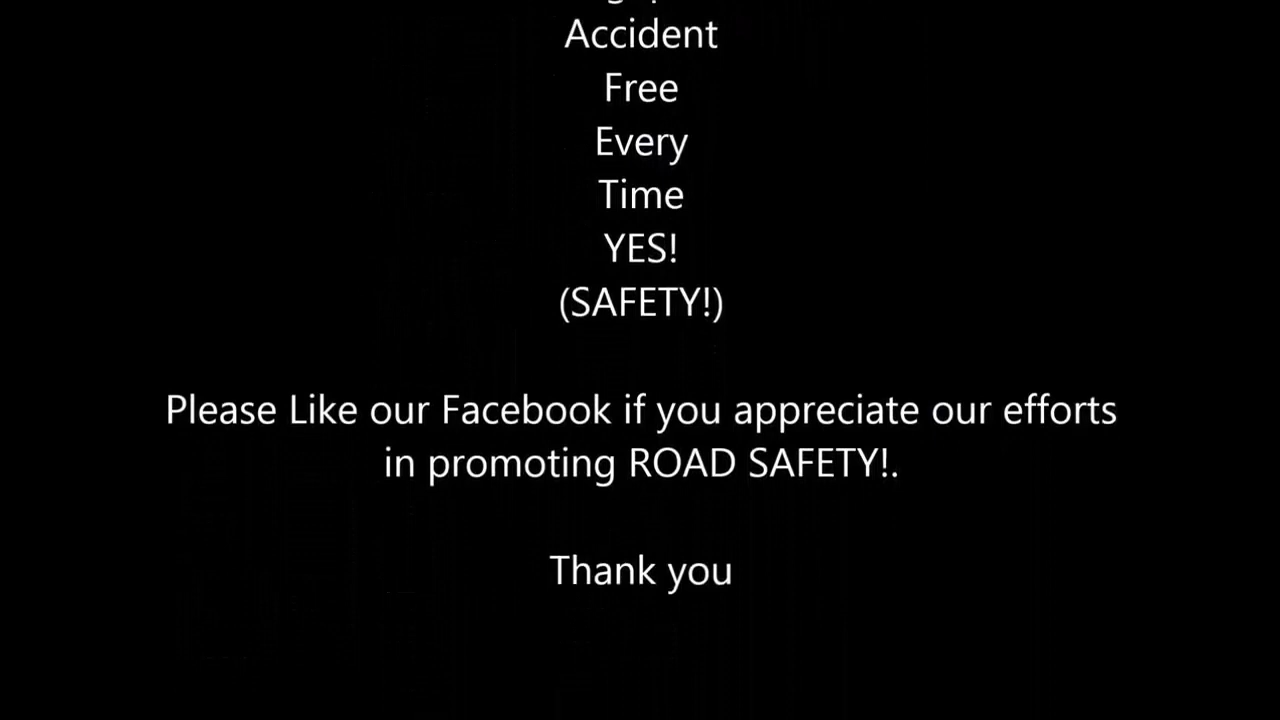 Accident
Free
Every
Time
YES!
(SAFETY!)
Please Like our Facebook if you appreciate our efforts
in promoting ROAD SAFETY!.
Thank you